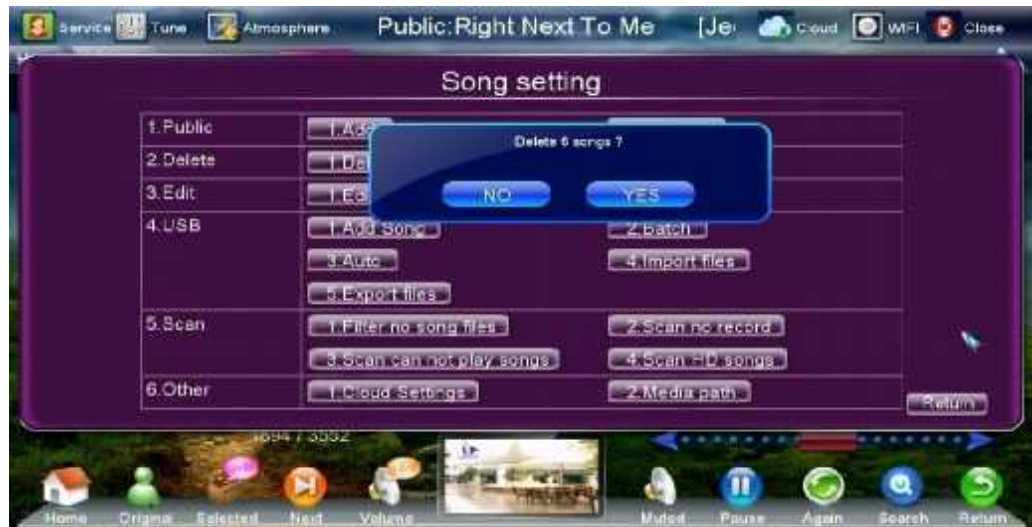 Service Tune Atmosphere Public:Right Next To Me [Je Cloud WIFI Close
Song setting
1.Public
Delete 6 songs ?
2.Delete
3.Edit
NO YES
4.USB 1.Add Song 2.Batch
3.Auto 4.Import files
5.Export files
5.Scan 1.Filter no song files 2.Scan no record
3.Scan can not play songs 4.Scan HD songs
6.Other 1.Cloud Settings 2.Media path
Return
1694 / 3552
Home Original Selected Next Volume Muted Pause Again Search Return